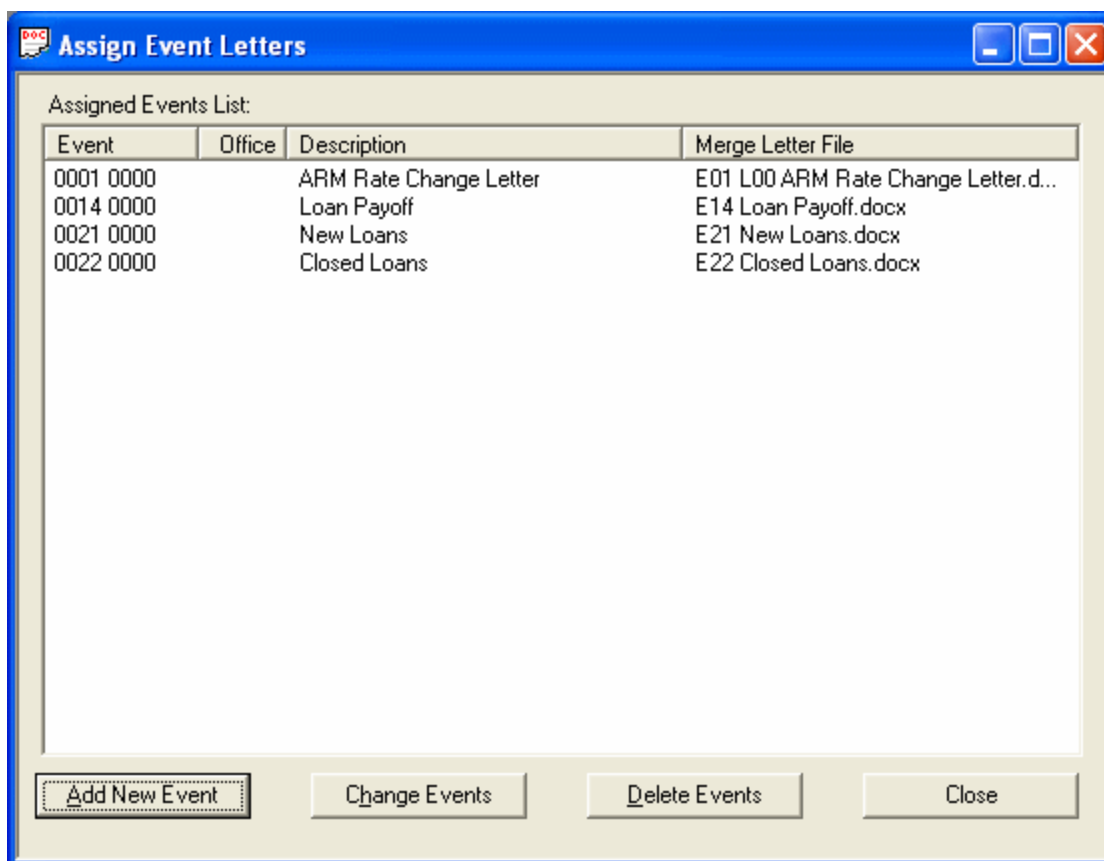 DOC
Assign Event Letters
Assigned Events List:
Event Office Description Merge Letter File
0001 0000 ARM Rate Change Letter E01 L00 ARM Rate Change Letter.d...
0014 0000 Loan Payoff E14 Loan Payoff.docx
0021 0000 New Loans E21 New Loans.docx
0022 0000 Closed Loans E22 Closed Loans.docx
Add New Event Change Events Delete Events Close